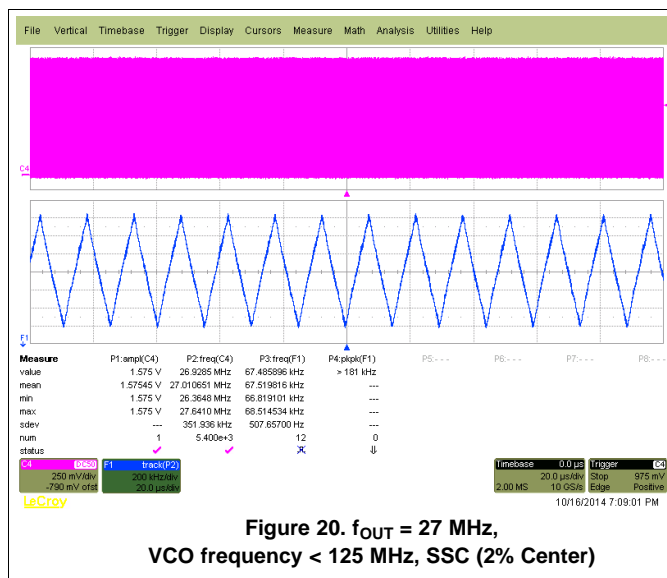 File Vertical Timebase Trigger Display Cursors Measure Math Analysis Utilities Help
C4
F1
Measure P1:ampl(C4) P2:freq(C4) P3:freq(F1) P4:pkpk(F1) P5:--- P6:--- P7:--- P8:---
value 1.575 V 26.9285 MHz 67.485896 kHz > 181 kHz
mean 1.57545 V 27.010651 MHz 67.519816 kHz ---
min 1.575 V 26.3648 MHz 66.819101 kHz ---
max 1.575 V 27.6410 MHz 68.514534 kHz ---
sdev --- 351.936 kHz 507.65700 Hz ---
num 1 5.400e+3 12 0
status
C4 DC50 F1 track(P2) Timebase 0.0 µs Trigger C4
250 mV/div 200 kHz/div 20.0 µs/div Stop 975 mV
-790 mV ofst 20.0 µs/div 2.00 MS 10 GS/s Edge Positive
LeCroy 10/16/2014 7:09:01 PM
Figure 20. fOUT = 27 MHz,
VCO frequency < 125 MHz, SSC (2% Center)